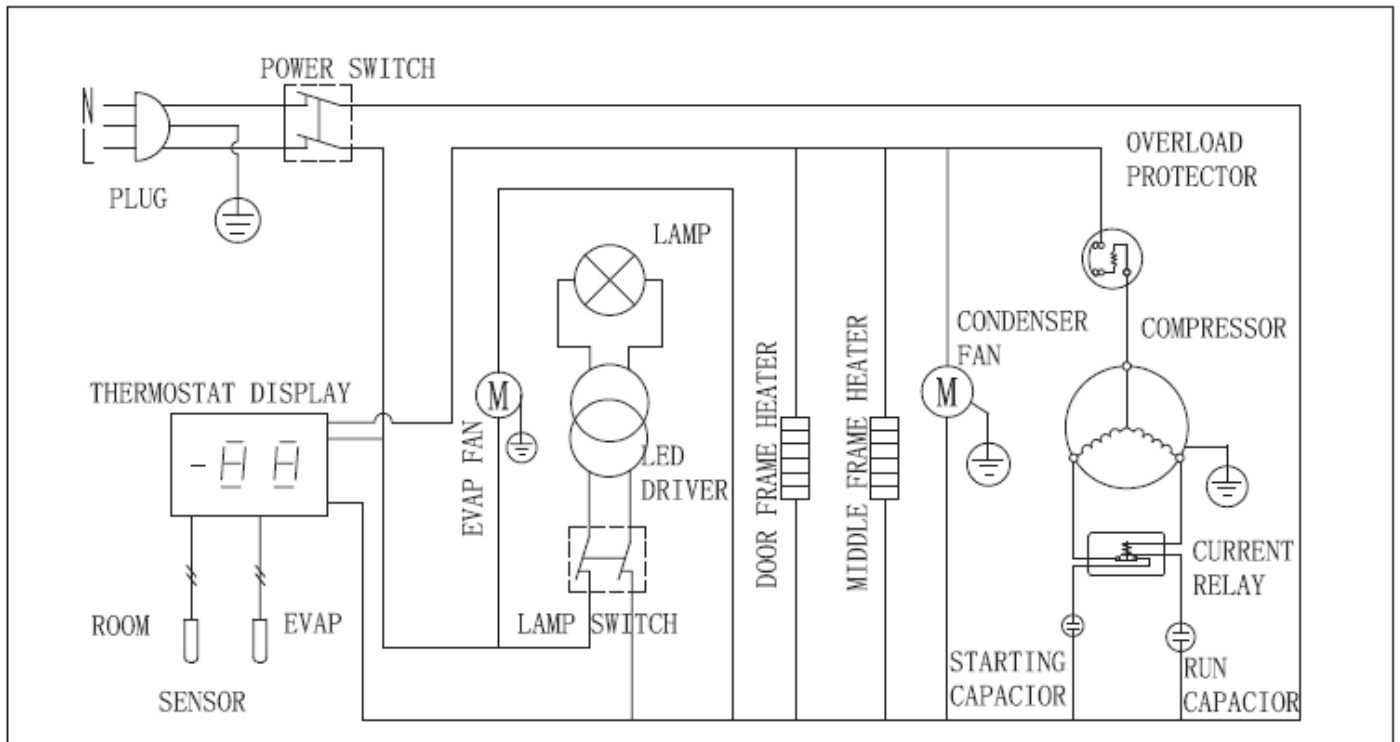 POWER SWITCH
N
L
PLUG
OVERLOAD
PROTECTOR
LAMP
CONDENSER
FAN
COMPRESSOR
THERMOSTAT DISPLAY
-88
M
M
EVAP FAN
LED
DRIVER
DOOR FRAME HEATER
MIDDLE FRAME HEATER
CURRENT
RELAY
ROOM
EVAP
LAMP SWITCH
SENSOR
STARTING
CAPACIOR
RUN
CAPACIOR